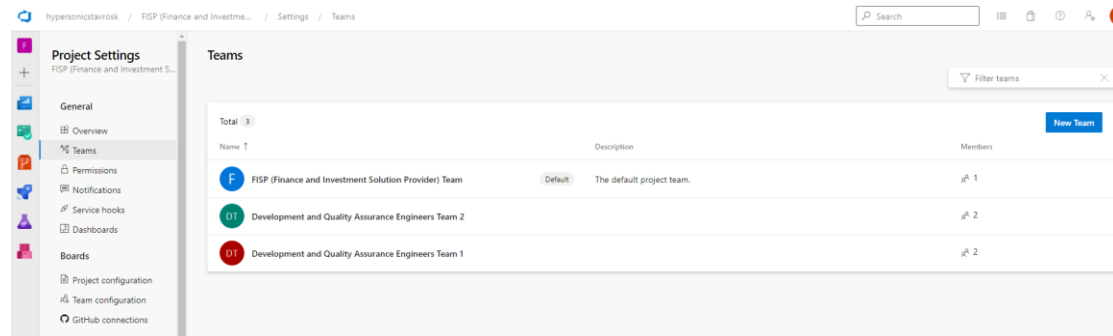 hypersonicstavrosk / FISP (Finance and Investme... / Settings / Teams
Search
F
Project Settings
FISP (Finance and Investment S...
General
Overview
Teams
Permissions
Notifications
Service hooks
Dashboards
Boards
Project configuration
Team configuration
GitHub connections
Teams
Filter teams
Total 3
New Team
Name ↑ Description Members
F FISP (Finance and Investment Solution Provider) Team Default The default project team. 1
DT Development and Quality Assurance Engineers Team 2 2
DT Development and Quality Assurance Engineers Team 1 2